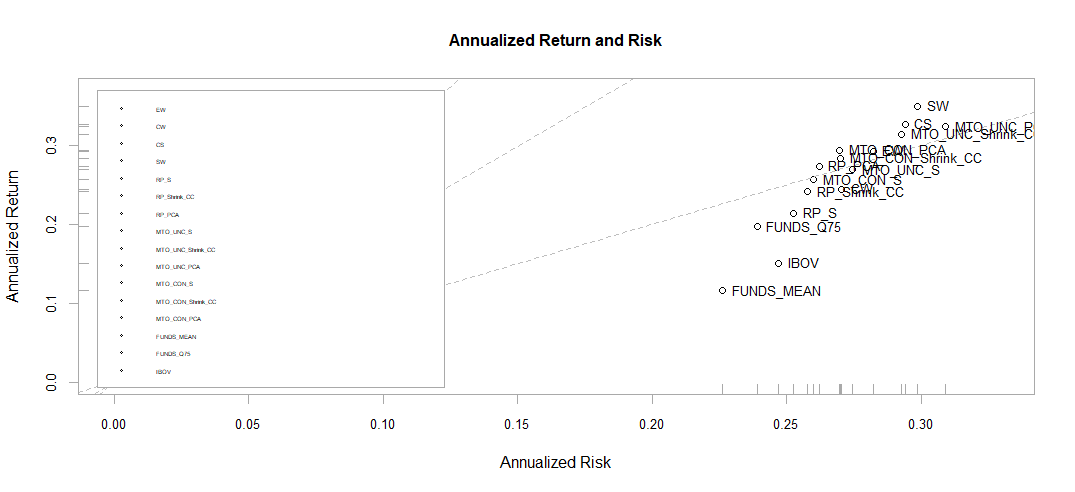 Annualized Return and Risk
EW
CW
CS
SW
RP_S
RP_Shrink_CC
RP_PCA
MTO_UNC_S
MTO_UNC_Shrink_CC
MTO_UNC_PCA
MTO_CON_S
MTO_CON_Shrink_CC
MTO_CON_PCA
FUNDS_MEAN
FUNDS_Q75
IBOV
SW
CS
MTO_UNC_P
MTO_UNC_Shrink_C
MTO_CON_PCA
EW
MTO_CON_Shrink_CC
RP_PCA
MTO_UNC_S
MTO_CON_S
CW
RP_Shrink_CC
RP_S
FUNDS_Q75
IBOV
FUNDS_MEAN
Annualized Return
0.3
0.2
0.1
0.0
0.00 0.05 0.10 0.15 0.20 0.25 0.30
Annualized Risk